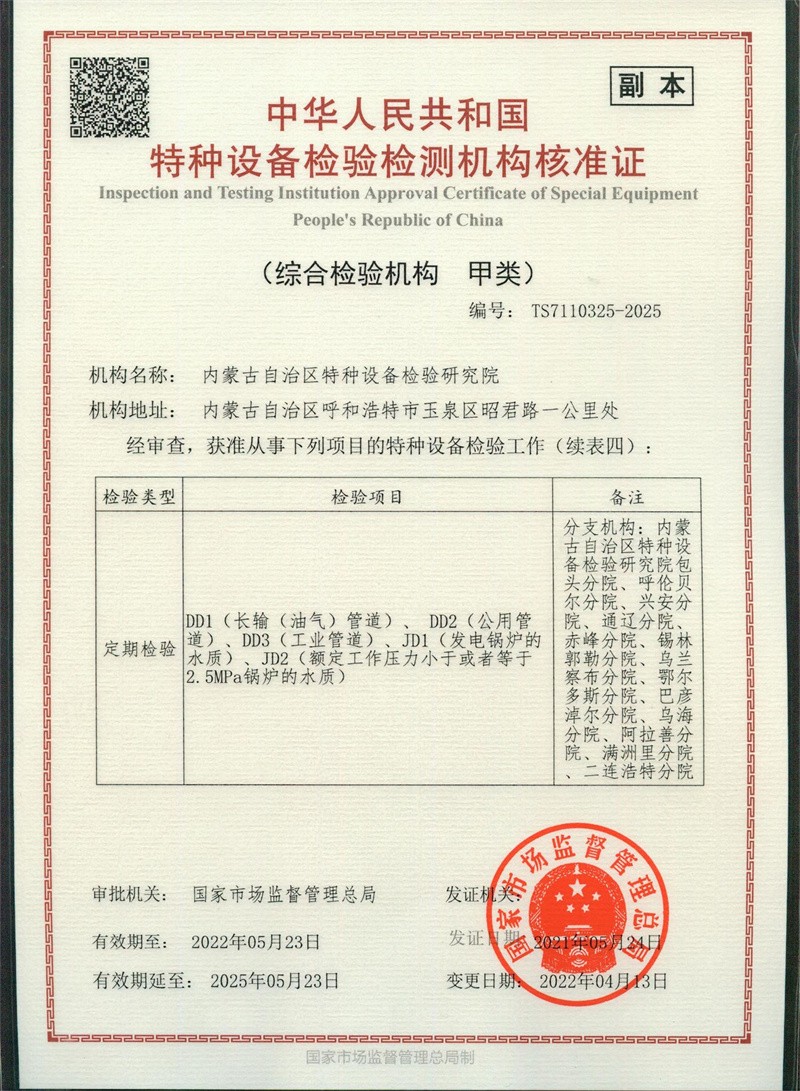 副 本
中华人民共和国
特种设备检验检测机构核准证
Inspection and Testing Institution Approval Certificate of Special Equipment
People's Republic of China
（综合检验机构 甲类）
编号： TS7110325-2025
机构名称： 内蒙古自治区特种设备检验研究院
机构地址： 内蒙古自治区呼和浩特市玉泉区昭君路一公里处
经审查，获准从事下列项目的特种设备检验工作（续表四）：
检验类型 检验项目 备注
定期检验
DD1（长输（油气）管道）、 DD2（公用管
道）、DD3（工业管道）、JD1（发电锅炉的
水质）、JD2（额定工作压力小于或者等于
2.5MPa锅炉的水质）
分支机构：内蒙
古自治区特种设
备检验研究院包
头分院、呼伦贝
尔分院、兴安分
院、通辽分院、
赤峰分院、锡林
郭勒分院、乌兰
察布分院、鄂尔
多斯分院、巴彦
淖尔分院、乌海
分院、阿拉善分
院、满洲里分院
、二连浩特分院
审批机关： 国家市场监督管理总局
发证机关：
国家市场监督管理总局
有效期至： 2022年05月23日
发证日期 2021年05月24日
有效期延至： 2025年05月23日
变更日期： 2022年04月13日
国家市场监督管理总局制